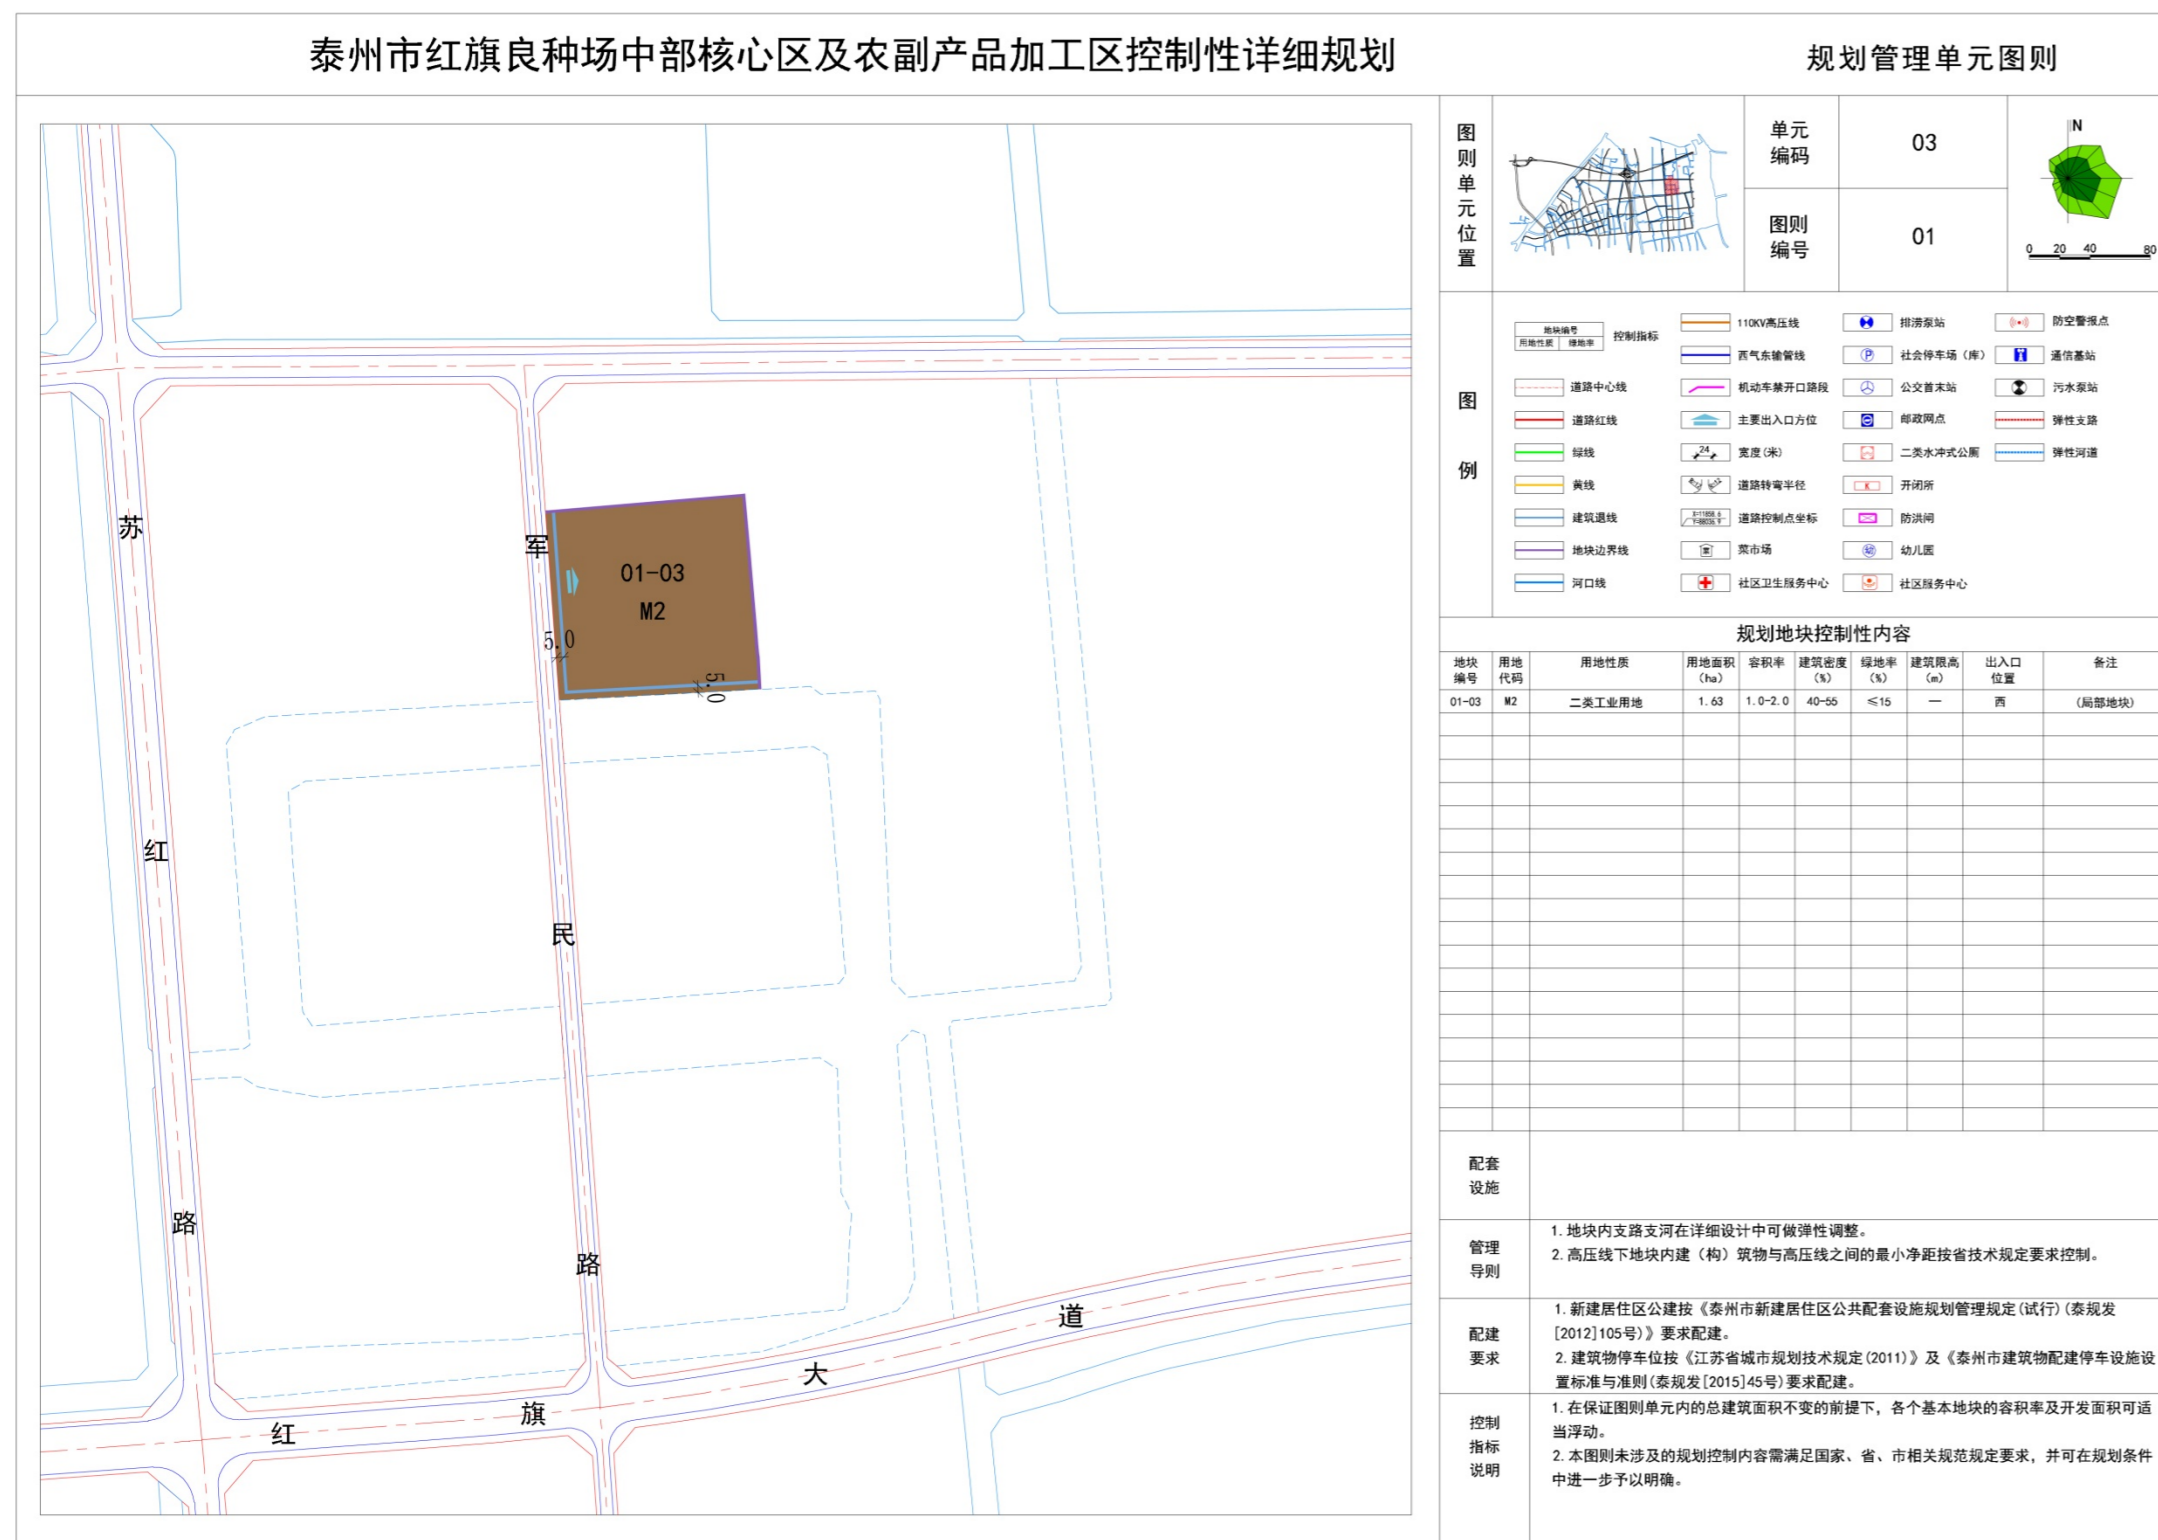 泰州市红旗良种场中部核心区及农副产品加工区控制性详细规划
规划管理单元图则
苏
红
路
军
民
路
红
旗
大
道
01-03
M2
5.0
5.0
图则单元位置
单元
编码
03
图则
编号
01
N
0 20 40 80
图例
地块编号
用地性质 绿地率
控制指标
道路中心线
道路红线
绿线
黄线
建筑退线
地块边界线
河口线
110KV高压线
西气东输管线
机动车禁开口路段
主要出入口方位
24
宽度(米)
道路转弯半径
道路控制点坐标
菜市场
社区卫生服务中心
排涝泵站
P
社会停车场（库）
公交首末站
邮政网点
二类水冲式公厕
K
开闭所
防洪闸
幼
幼儿园
社区服务中心
防空警报点
通信基站
污水泵站
弹性支路
弹性河道
规划地块控制性内容
地块编号 用地代码 用地性质 用地面积(ha) 容积率 建筑密度(%) 绿地率(%) 建筑限高(m) 出入口位置 备注
01-03 M2 二类工业用地 1.63 1.0-2.0 40-55 ≤15 — 西 (局部地块)
配套
设施
管理
导则
1. 地块内支路支河在详细设计中可做弹性调整。
2. 高压线下地块内建（构）筑物与高压线之间的最小净距按省技术规定要求控制。
配建
要求
1. 新建居住区公建按《泰州市新建居住区公共配套设施规划管理规定(试行)(泰规发
[2012]105号)》要求配建。
2. 建筑物停车位按《江苏省城市规划技术规定(2011)》及《泰州市建筑物配建停车设施设
置标准与准则(泰规发[2015]45号)要求配建。
控制
指标
说明
1. 在保证图则单元内的总建筑面积不变的前提下，各个基本地块的容积率及开发面积可适
当浮动。
2. 本图则未涉及的规划控制内容需满足国家、省、市相关规范规定要求，并可在规划条件
中进一步予以明确。